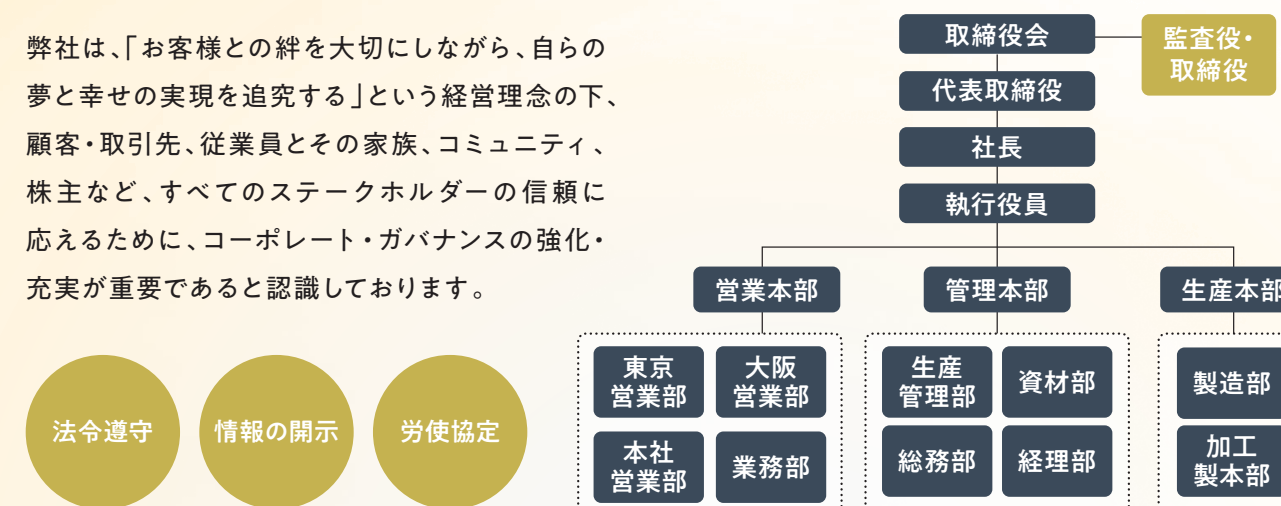 弊社は、「お客様との絆を大切にしながら、自らの
夢と幸せの実現を追究する」という経営理念の下、
顧客・取引先、従業員とその家族、コミュニティ、
株主など、すべてのステークホルダーの信頼に
応えるために、コーポレート・ガバナンスの強化・
充実が重要であると認識しております。
法令遵守
情報の開示
労使協定
取締役会
監査役・
取締役
代表取締役
社長
執行役員
営業本部
管理本部
生産本部
東京
営業部
大阪
営業部
本社
営業部
業務部
生産
管理部
資材部
総務部
経理部
製造部
加工
製本部